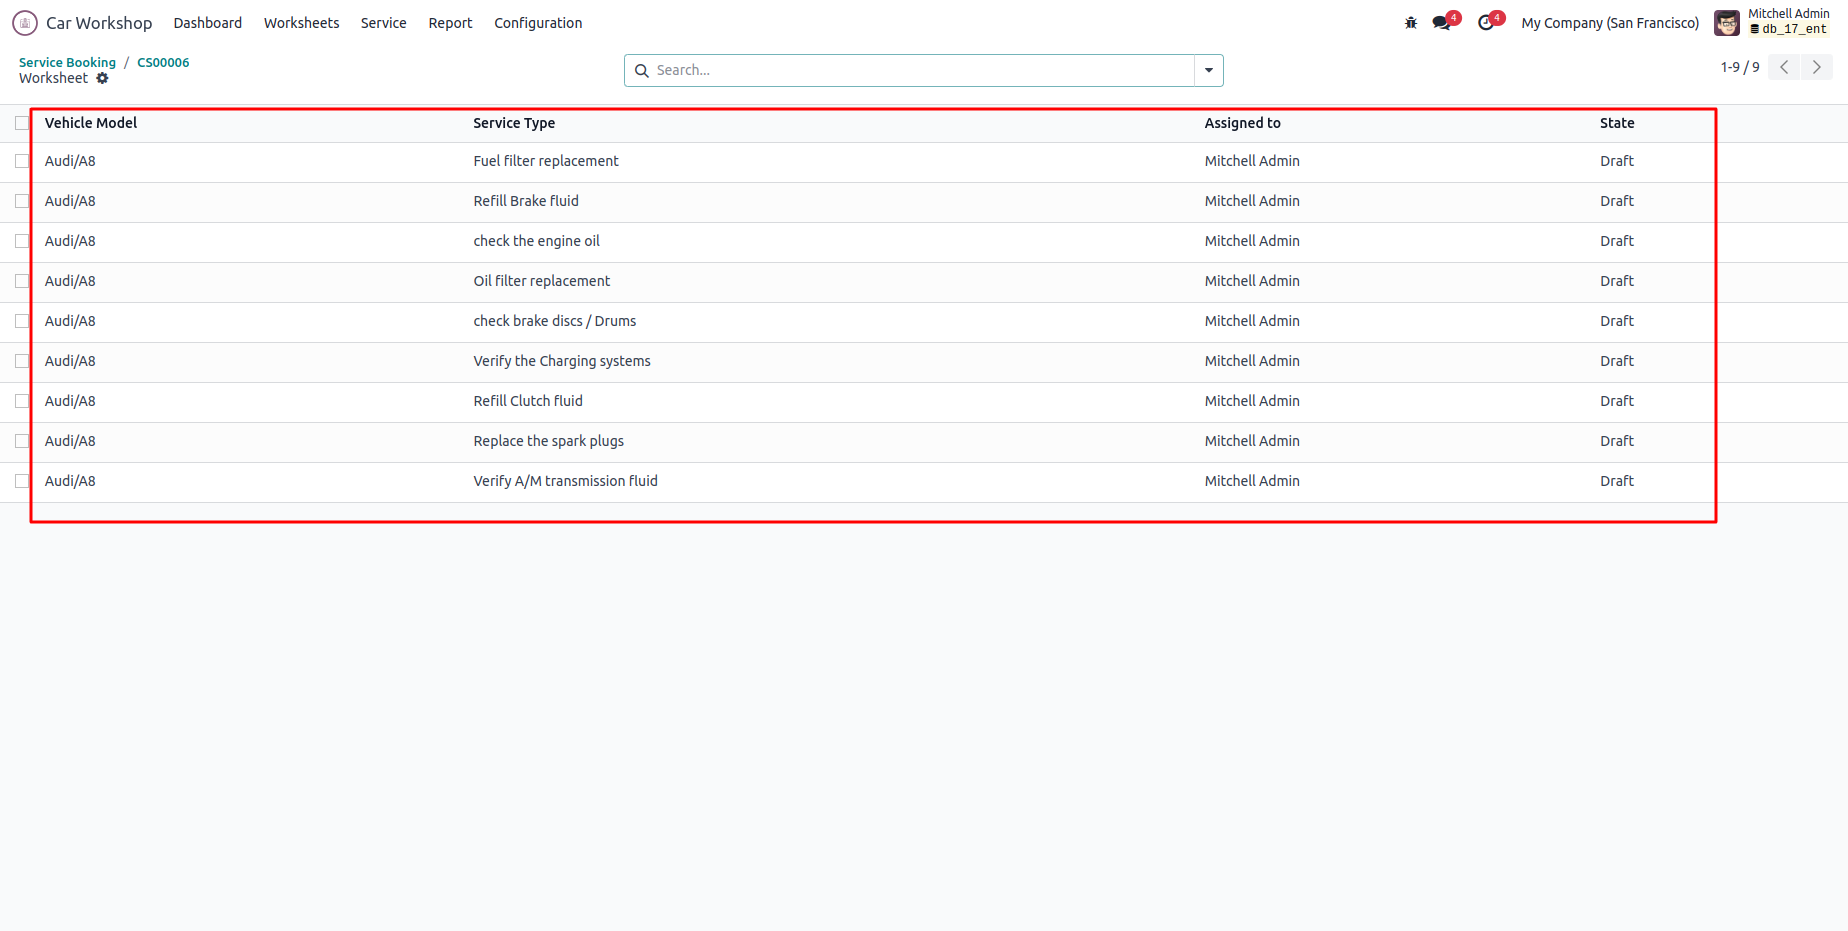 Car Workshop Dashboard Worksheets Service Report Configuration 4 4 My Company (San Francisco) Mitchell Admin
db_17_ent
Service Booking / CS00006
Worksheet
Search...
1-9 / 9
Vehicle Model Service Type Assigned to State
Audi/A8 Fuel filter replacement Mitchell Admin Draft
Audi/A8 Refill Brake fluid Mitchell Admin Draft
Audi/A8 check the engine oil Mitchell Admin Draft
Audi/A8 Oil filter replacement Mitchell Admin Draft
Audi/A8 check brake discs / Drums Mitchell Admin Draft
Audi/A8 Verify the Charging systems Mitchell Admin Draft
Audi/A8 Refill Clutch fluid Mitchell Admin Draft
Audi/A8 Replace the spark plugs Mitchell Admin Draft
Audi/A8 Verify A/M transmission fluid Mitchell Admin Draft